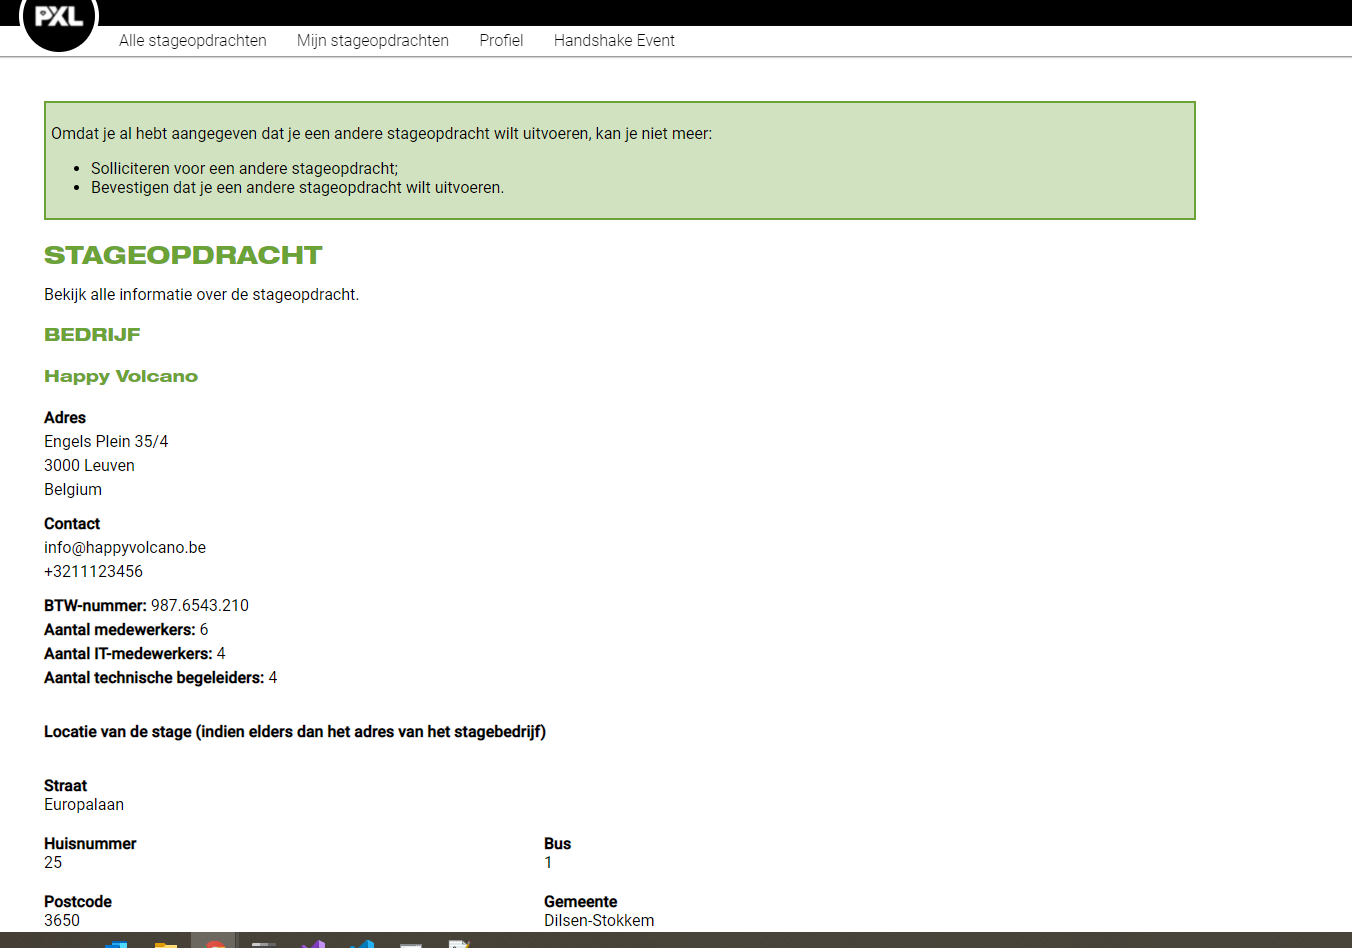 PXL
Alle stageopdrachten Mijn stageopdrachten Profiel Handshake Event
Omdat je al hebt aangegeven dat je een andere stageopdracht wilt uitvoeren, kan je niet meer:
• Solliciteren voor een andere stageopdracht;
• Bevestigen dat je een andere stageopdracht wilt uitvoeren.
STAGEOPDRACHT
Bekijk alle informatie over de stageopdracht.
BEDRIJF
Happy Volcano
Adres
Engels Plein 35/4
3000 Leuven
Belgium
Contact
info@happyvolcano.be
+3211123456
BTW-nummer: 987.6543.210
Aantal medewerkers: 6
Aantal IT-medewerkers: 4
Aantal technische begeleiders: 4
Locatie van de stage (indien elders dan het adres van het stagebedrijf)
Straat
Europalaan
Huisnummer Bus
25 1
Postcode Gemeente
3650 Dilsen-Stokkem